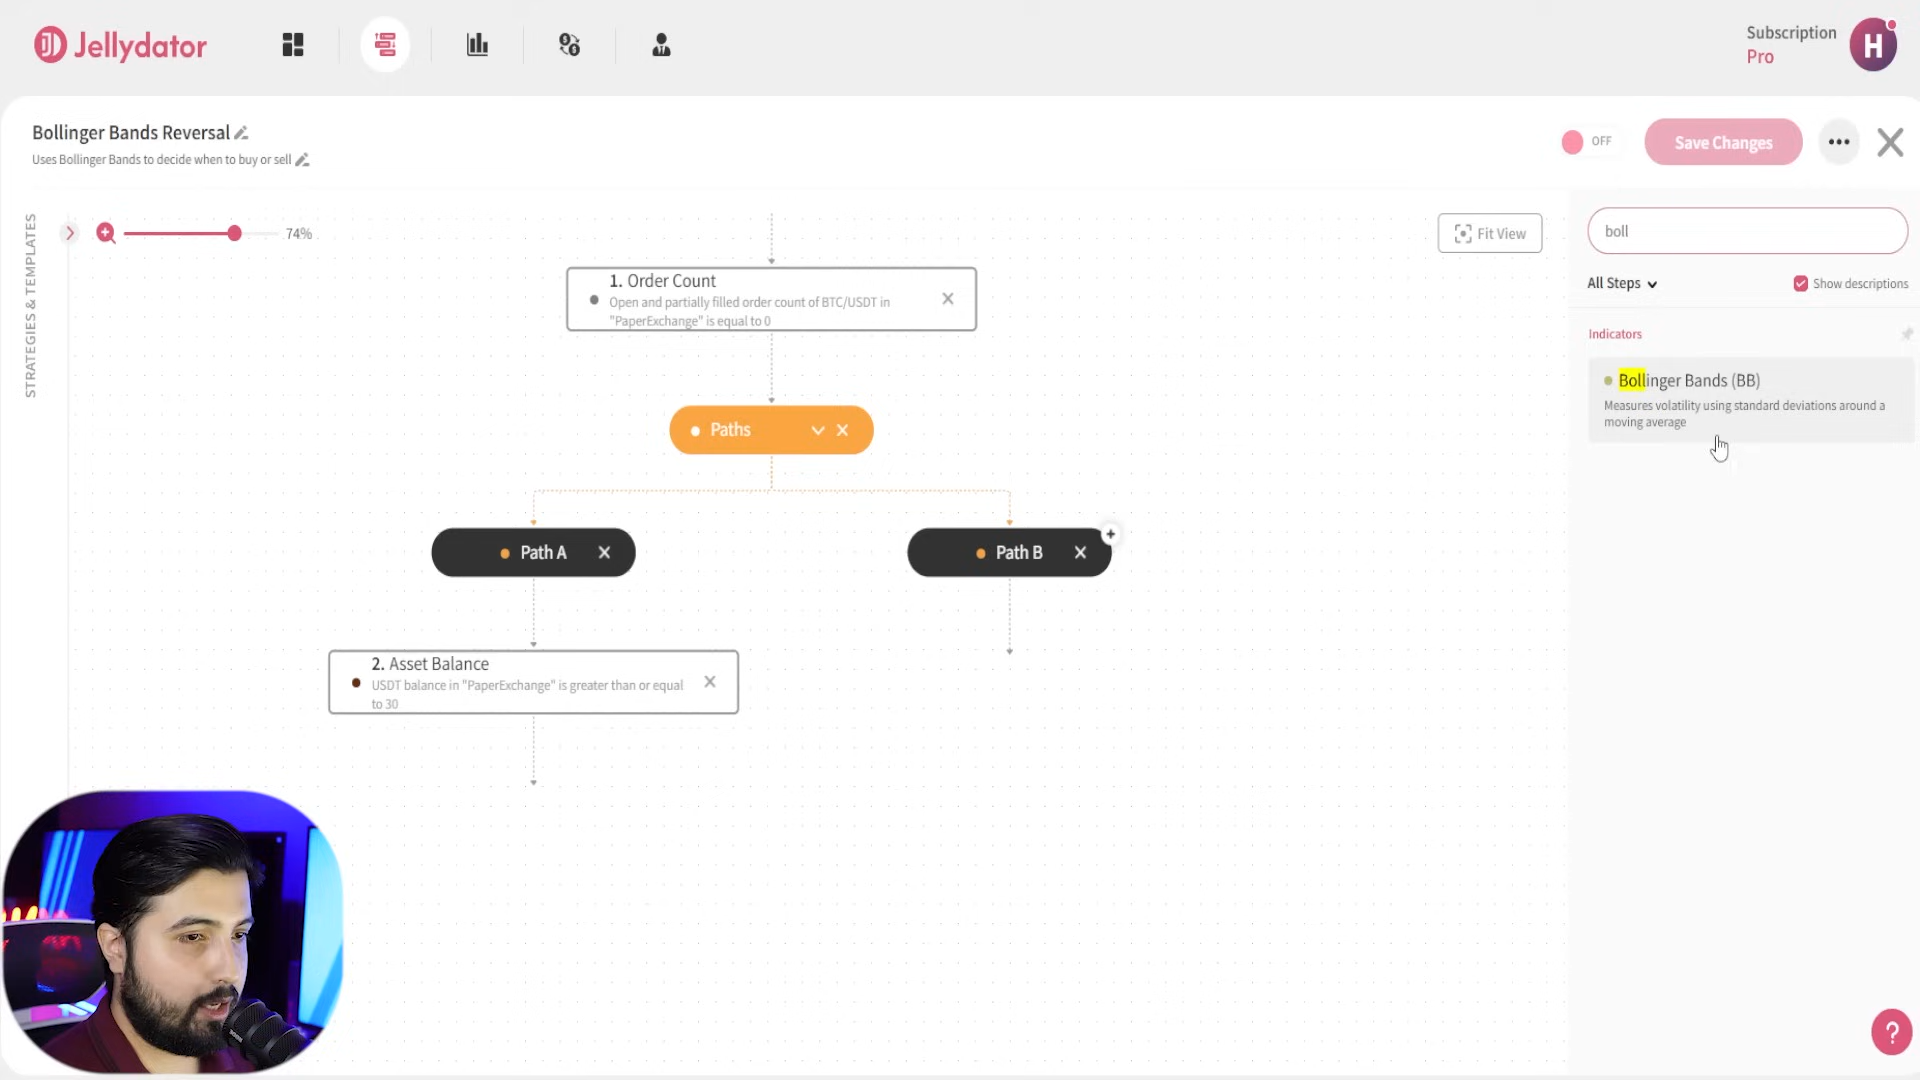 Jellydator
Subscription
Pro
H
Bollinger Bands Reversal
Uses Bollinger Bands to decide when to buy or sell
OFF
Save Changes
STRATEGIES & TEMPLATES
74%
Fit View
boll
All Steps
Show descriptions
Indicators
Bollinger Bands (BB)
Measures volatility using standard deviations around a
moving average
1. Order Count
Open and partially filled order count of BTC/USDT in
"PaperExchange" is equal to 0
Paths
Path A
Path B
2. Asset Balance
USDT balance in "PaperExchange" is greater than or equal
to 30
?